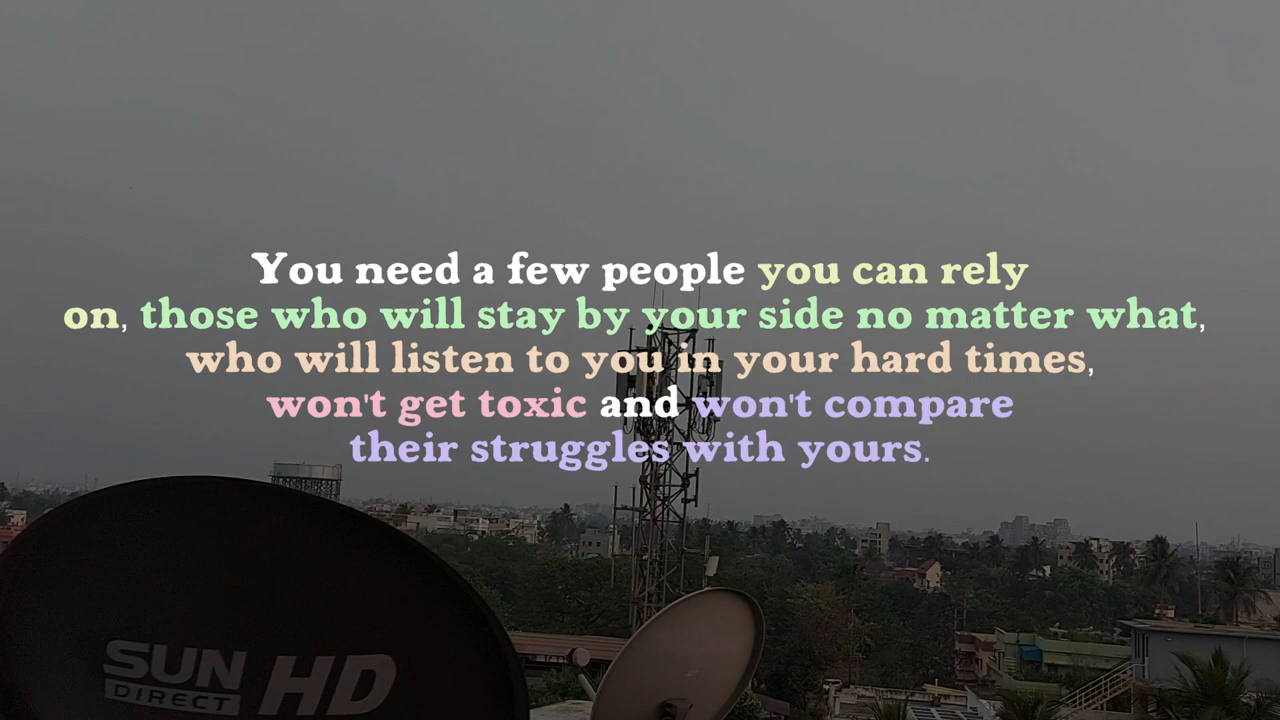 You need a few people you can rely
on, those who will stay by your side no matter what,
who will listen to you in your hard times,
won't get toxic and won't compare
their struggles with yours.
SUN HD
DIRECT